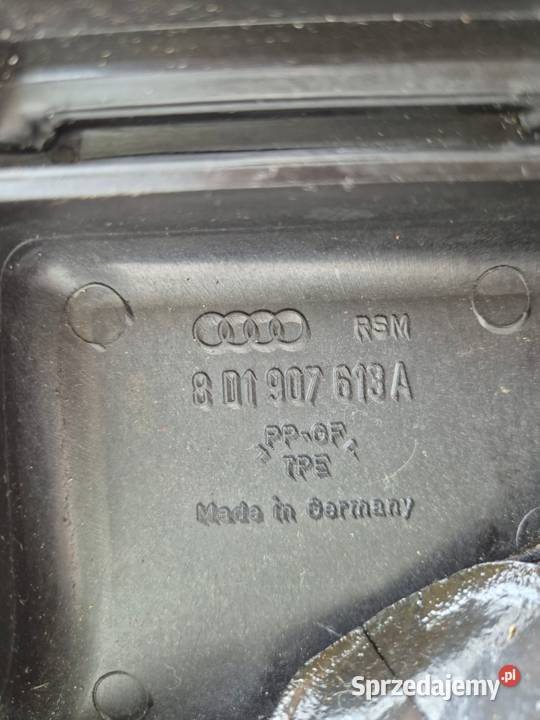 RSM
8 D1 907 613 A
>PP-GF<
TPE
Made in Germany
Sprzedajemy.pl